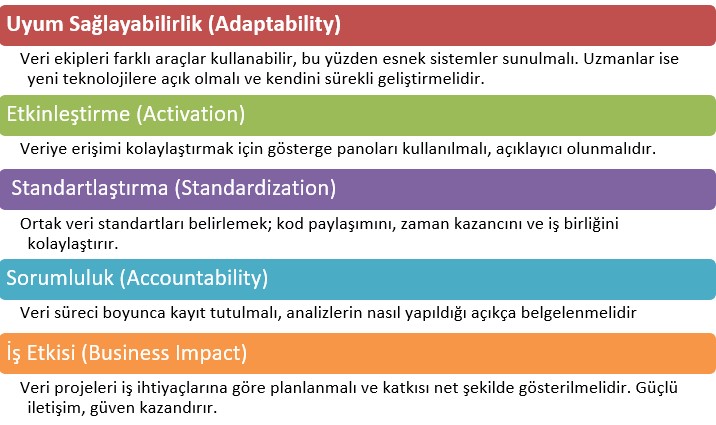 Uyum Sağlayabilirlik (Adaptability)
Veri ekipleri farklı araçlar kullanabilir, bu yüzden esnek sistemler sunulmalı. Uzmanlar ise
yeni teknolojilere açık olmalı ve kendini sürekli geliştirmelidir.
Etkinleştirme (Activation)
Veriye erişimi kolaylaştırmak için gösterge panoları kullanılmalı, açıklayıcı olunmalıdır.
Standartlaştırma (Standardization)
Ortak veri standartları belirlemek; kod paylaşımını, zaman kazancını ve iş birliğini
kolaylaştırır.
Sorumluluk (Accountability)
Veri süreci boyunca kayıt tutulmalı, analizlerin nasıl yapıldığı açıkça belgelenmelidir
İş Etkisi (Business Impact)
Veri projeleri iş ihtiyaçlarına göre planlanmalı ve katkısı net şekilde gösterilmelidir. Güçlü
iletişim, güven kazandırır.